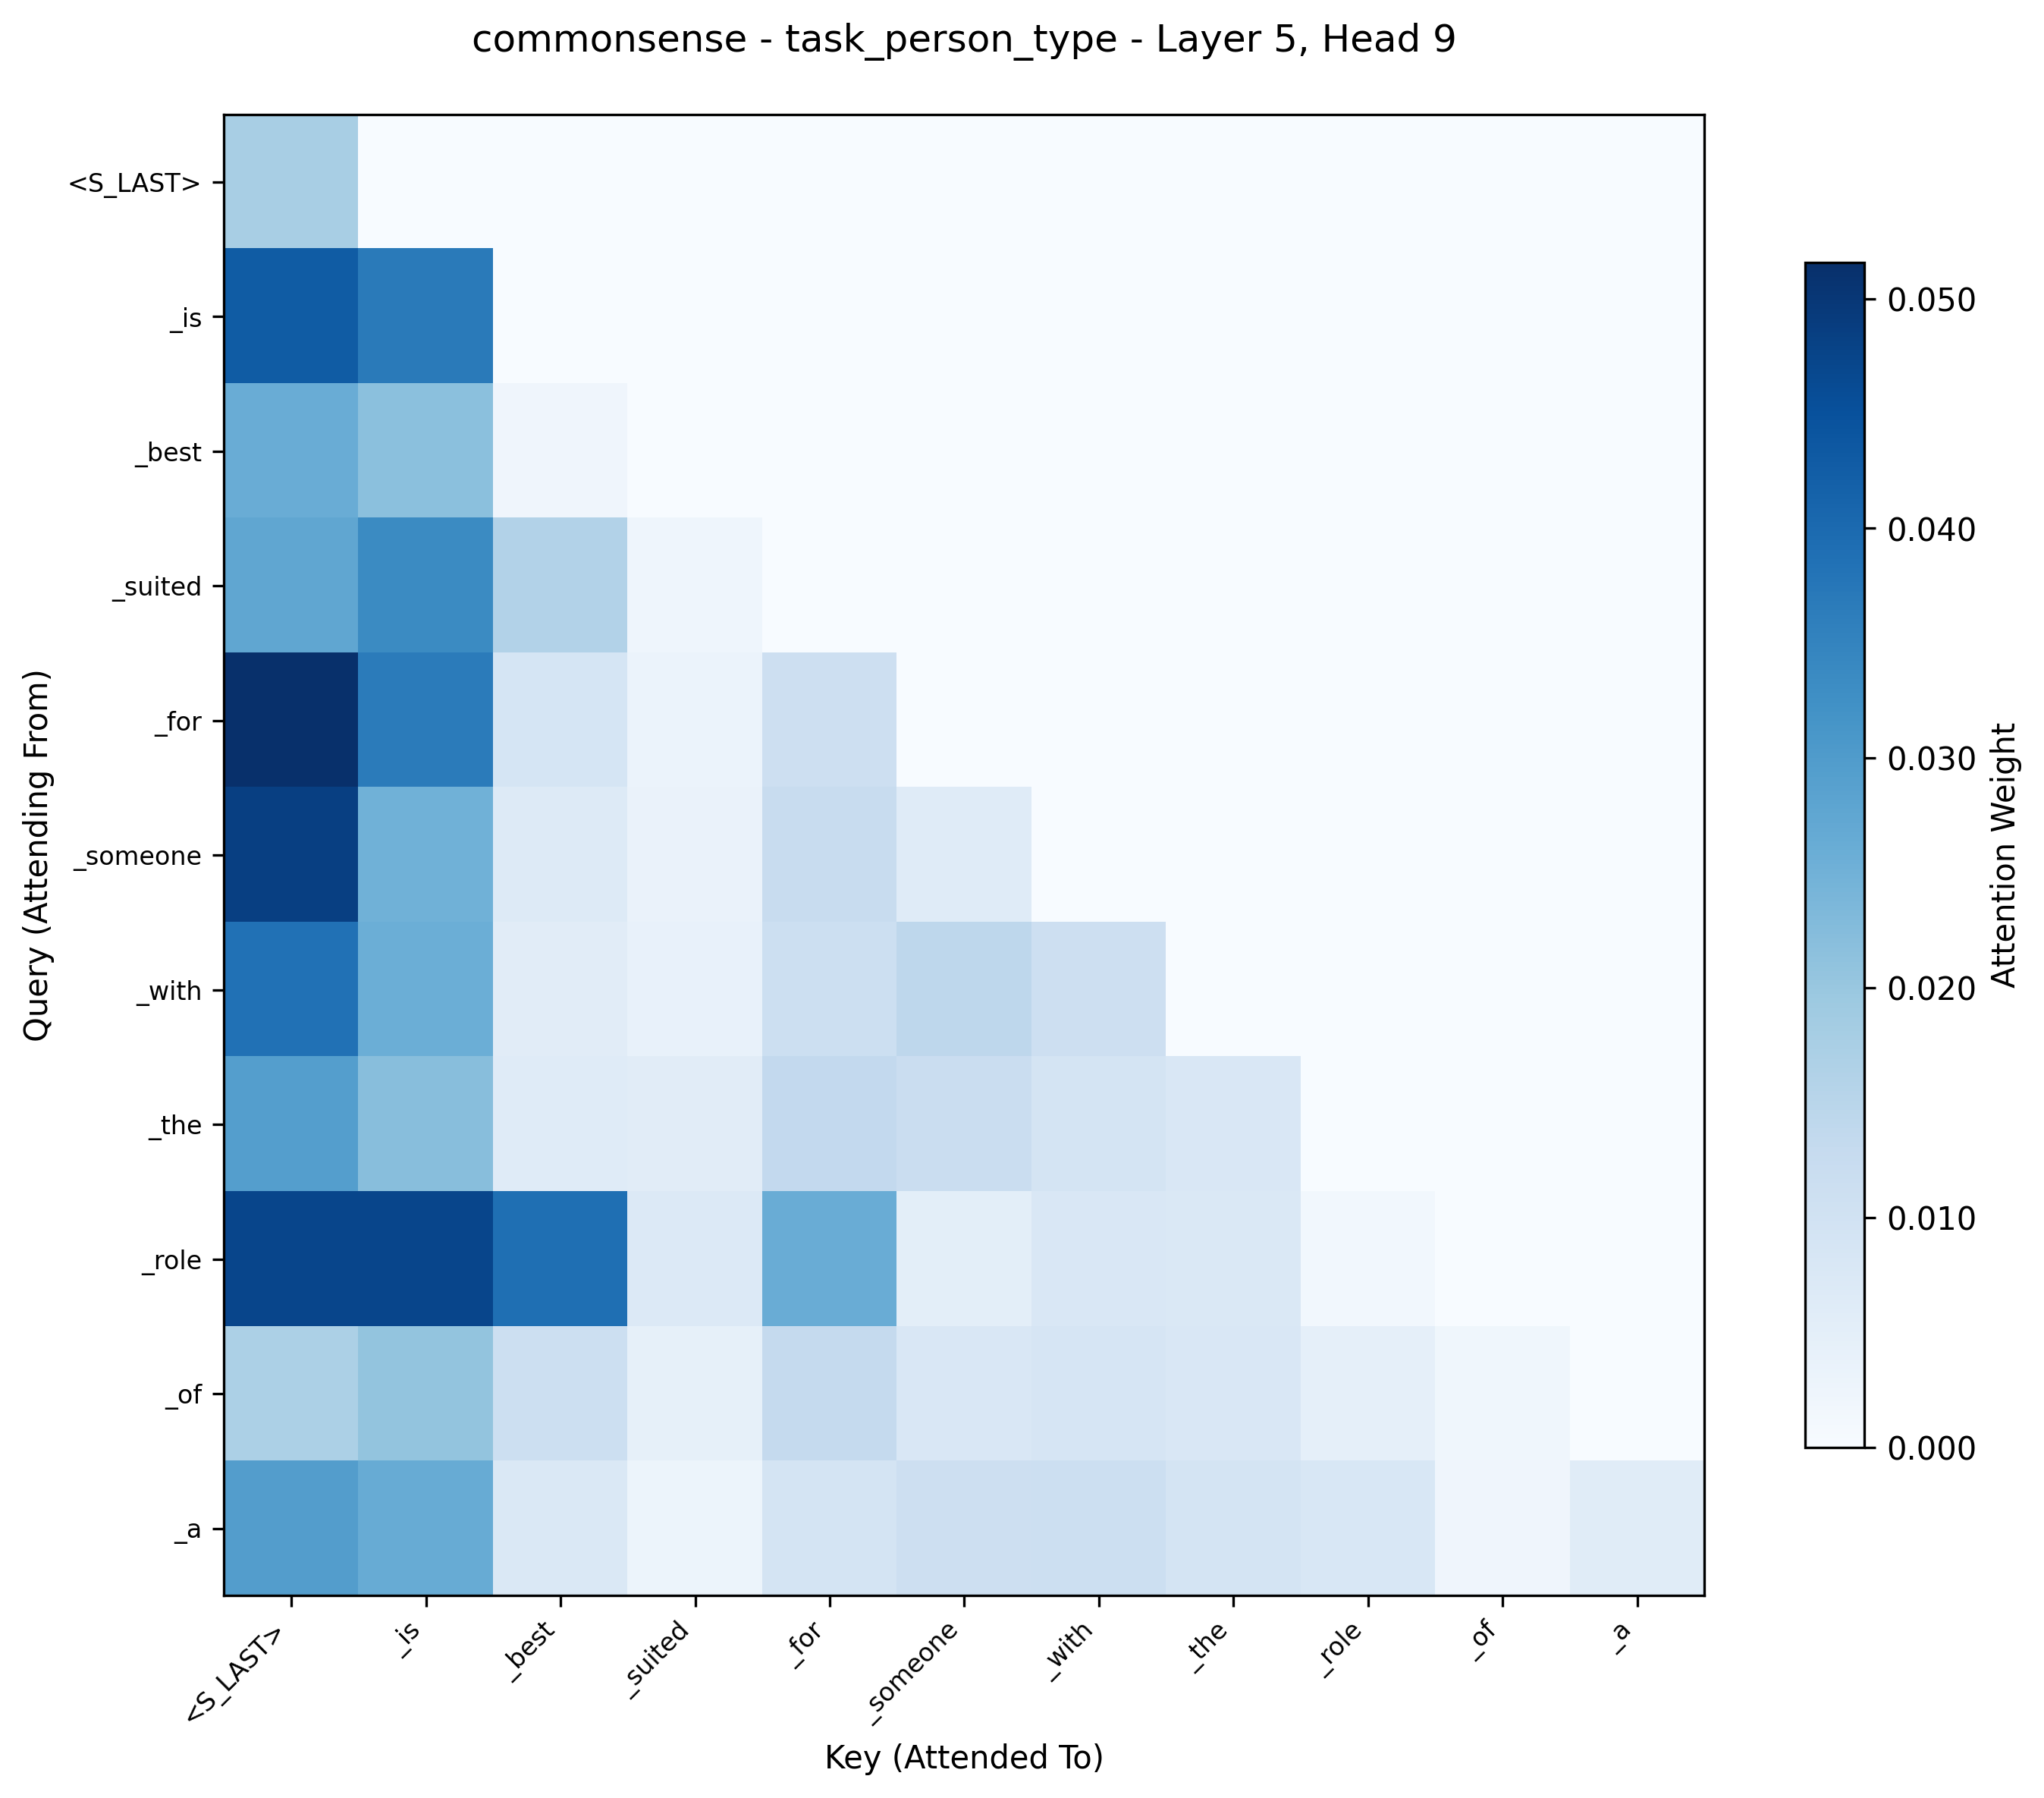 commonsense - task_person_type - Layer 5, Head 9
Query (Attending From)
<S_LAST>
_is
_best
_suited
_for
_someone
_with
_the
_role
_of
_a
<S_LAST>
_is
_best
_suited
_for
_someone
_with
_the
_role
_of
_a
Key (Attended To)
0.050
0.040
0.030
0.020
0.010
0.000
Attention Weight